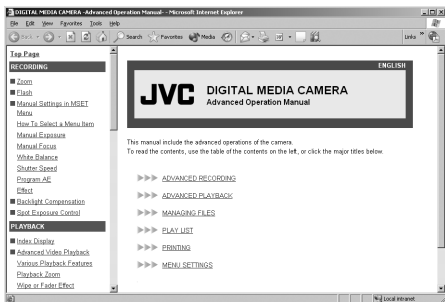 DIGITAL MEDIA CAMERA -Advanced Operation Manual- - Microsoft Internet Explorer
File Edit View Favorites Tools Help
Back Search Favorites Media Links »
Top Page
RECORDING
Zoom
Flash
Manual Settings in MSET
Menu
How To Select a Menu Item
Manual Exposure
Manual Focus
White Balance
Shutter Speed
Program AE
Effect
Backlight Compensation
Spot Exposure Control
PLAYBACK
Index Display
Advanced Video Playback
Various Playback Features
Playback Zoom
Wipe or Fader Effect
ENGLISH
JVC
DIGITAL MEDIA CAMERA
Advanced Operation Manual
This manual include the advanced operations of the camera.
To read the contents, use the table of the contents on the left, or click the major titles below.
ADVANCED RECORDING
ADVANCED PLAYBACK
MANAGING FILES
PLAY LIST
PRINTING
MENU SETTINGS
Local intranet